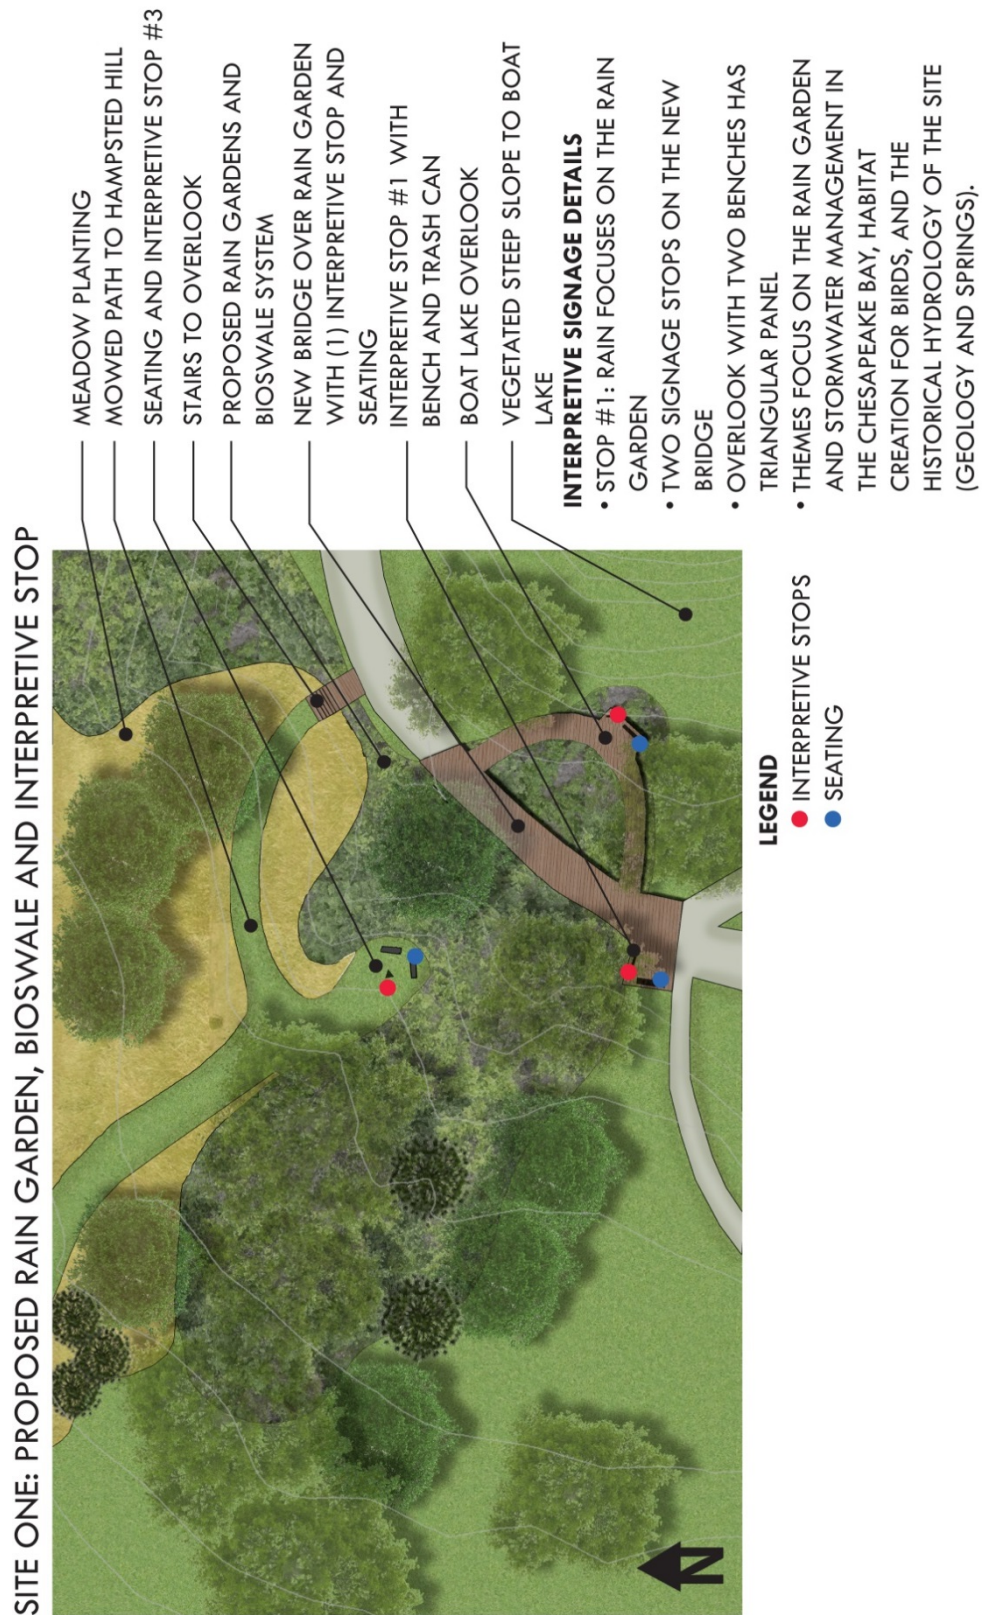 SITE ONE: PROPOSED RAIN GARDEN, BIOSWALE AND INTERPRETIVE STOP
MEADOW PLANTING
MOWED PATH TO HAMPSTED HILL
SEATING AND INTERPRETIVE STOP #3
STAIRS TO OVERLOOK
PROPOSED RAIN GARDENS AND
BIOSWALE SYSTEM
NEW BRIDGE OVER RAIN GARDEN
WITH (1) INTERPRETIVE STOP AND
SEATING
INTERPRETIVE STOP #1 WITH
BENCH AND TRASH CAN
BOAT LAKE OVERLOOK
VEGETATED STEEP SLOPE TO BOAT
LAKE
INTERPRETIVE SIGNAGE DETAILS
• STOP #1: RAIN FOCUSES ON THE RAIN
GARDEN
• TWO SIGNAGE STOPS ON THE NEW
BRIDGE
• OVERLOOK WITH TWO BENCHES HAS
TRIANGULAR PANEL
• THEMES FOCUS ON THE RAIN GARDEN
AND STORMWATER MANAGEMENT IN
THE CHESAPEAKE BAY, HABITAT
CREATION FOR BIRDS, AND THE
HISTORICAL HYDROLOGY OF THE SITE
(GEOLOGY AND SPRINGS).
LEGEND
INTERPRETIVE STOPS
SEATING
N